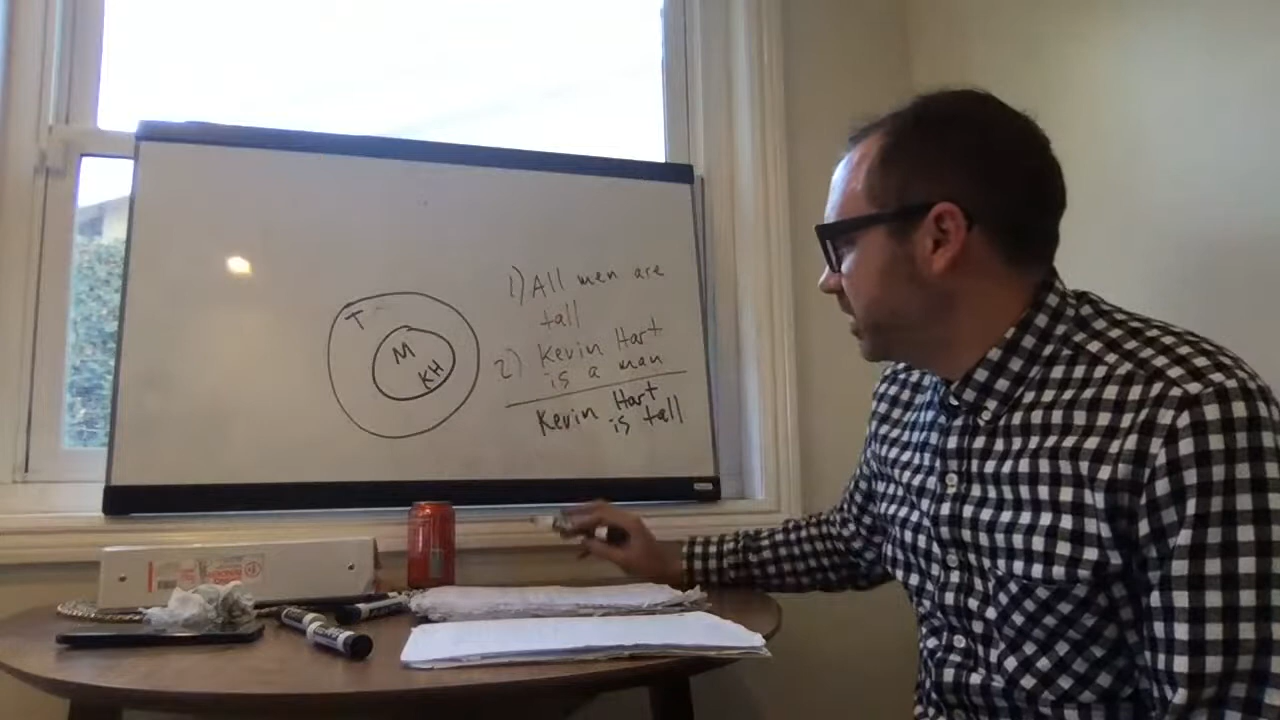 T
M
KH
1) All men are
tall
2) Kevin Hart
is a man
Kevin Hart
is tall